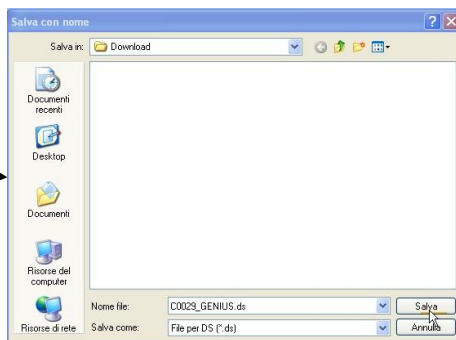 Salva con nome
Salva in:
Download
Documenti
recenti
Desktop
Documenti
Risorse del
computer
Risorse di rete
Nome file:
C0029_GENIUS.ds
Salva
Salva come:
File per DS (*.ds)
Annulla